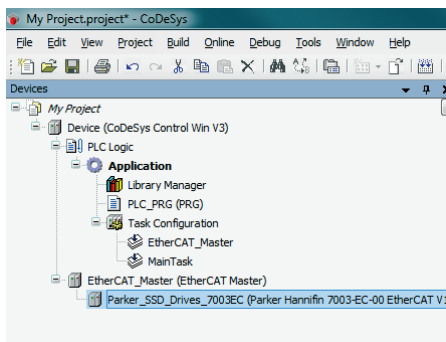 My Project.project* - CoDeSys
File Edit View Project Build Online Debug Tools Window Help
Devices
My Project
Device (CoDeSys Control Win V3)
PLC Logic
Application
Library Manager
PLC_PRG (PRG)
Task Configuration
EtherCAT_Master
MainTask
EtherCAT_Master (EtherCAT Master)
Parker_SSD_Drives_7003EC (Parker Hannifin 7003-EC-00 EtherCAT V: